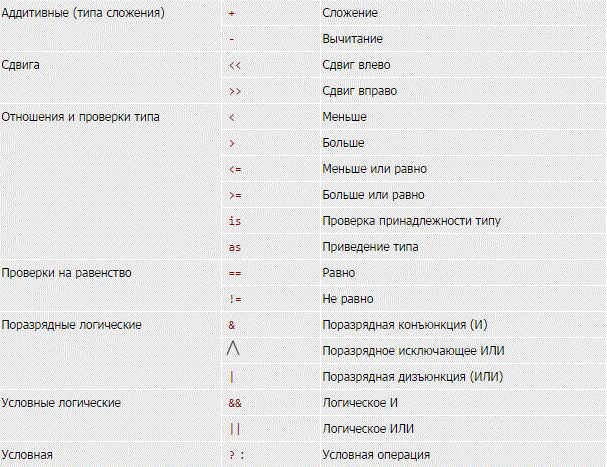 Аддитивные (типа сложения) + Сложение
- Вычитание
Сдвига << Сдвиг влево
>> Сдвиг вправо
Отношения и проверки типа < Меньше
> Больше
<= Меньше или равно
>= Больше или равно
is Проверка принадлежности типу
as Приведение типа
Проверки на равенство == Равно
!= Не равно
Поразрядные логические & Поразрядная конъюнкция (И)
^ Поразрядное исключающее ИЛИ
| Поразрядная дизъюнкция (ИЛИ)
Условные логические && Логическое И
|| Логическое ИЛИ
Условная ? : Условная операция